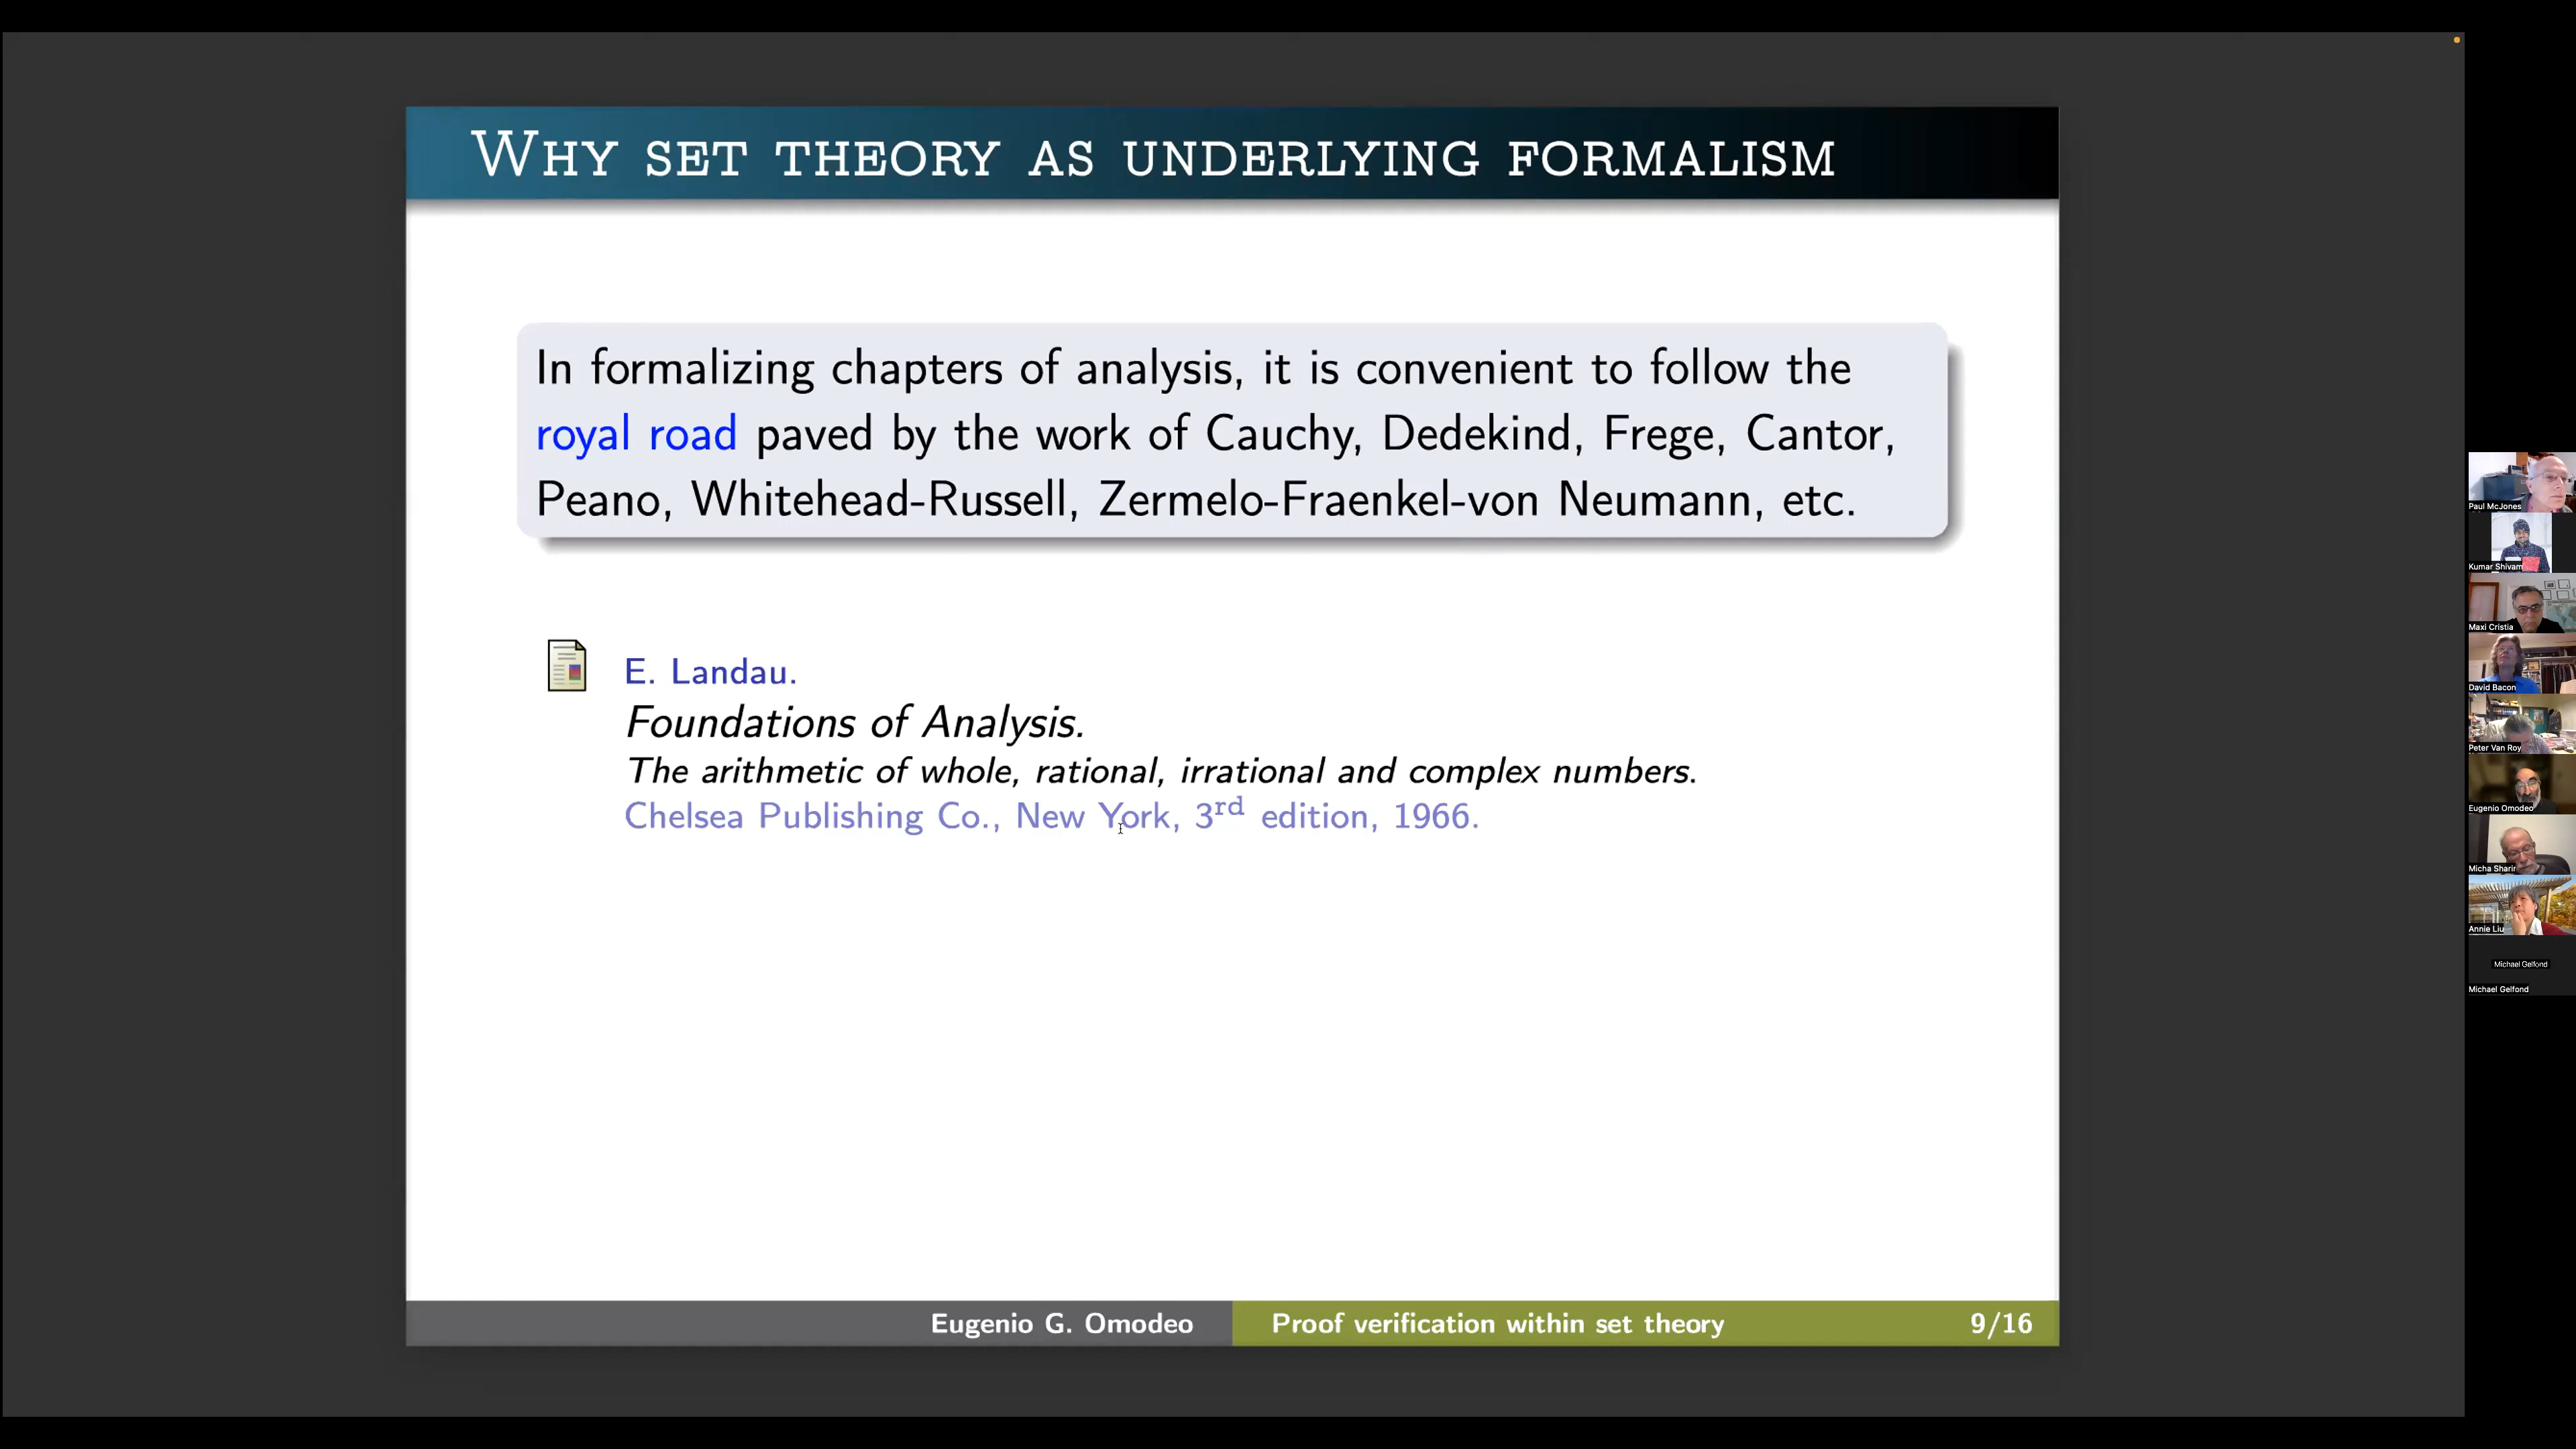 Why set theory as underlying formalism
In formalizing chapters of analysis, it is convenient to follow the
royal road paved by the work of Cauchy, Dedekind, Frege, Cantor,
Peano, Whitehead-Russell, Zermelo-Fraenkel-von Neumann, etc.
E. Landau.
Foundations of Analysis.
The arithmetic of whole, rational, irrational and complex numbers.
Chelsea Publishing Co., New York, 3rd edition, 1966.
Eugenio G. Omodeo
Proof verification within set theory
9/16
Paul McJones
Kumar Shivam
Maxi Cristia
David Bacon
Peter Van Roy
Eugenio Omodeo
Micha Sharir
Annie Liu
Michael Gelfond
Michael Gelfond